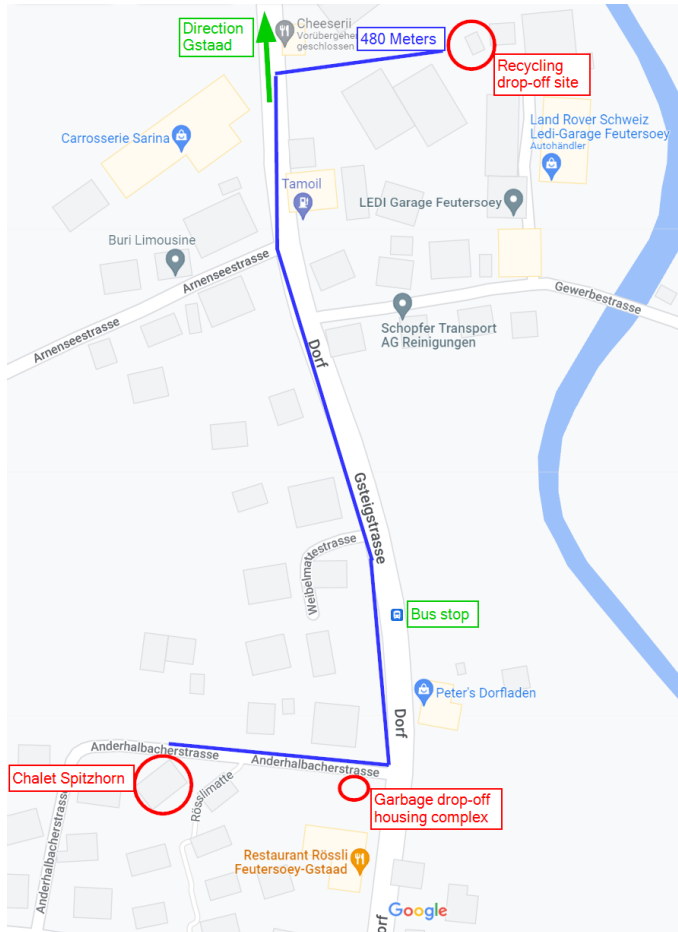 Direction
Gstaad
Cheeserii
Vorübergehe
geschlossen
480 Meters
Recycling
drop-off site
Carrosserie Sarina
Land Rover Schweiz
Ledi-Garage Feutersoey
Autohändler
Tamoil
LEDI Garage Feutersoey
Buri Limousine
Arnenseestrasse
Arnenseestrasse
Gewerbestrasse
Schopfer Transport
AG Reinigungen
Dorf
Gsteigstrasse
Weibelmattestrasse
Bus stop
Peter's Dorfladen
Dorf
Anderhalbacherstrasse
Anderhalbacherstrasse
Chalet Spitzhorn
Rösslimatte
Garbage drop-off
housing complex
Anderhalbacherstrasse
Restaurant Rössli
Feutersoey-Gstaad
Google
Dorf